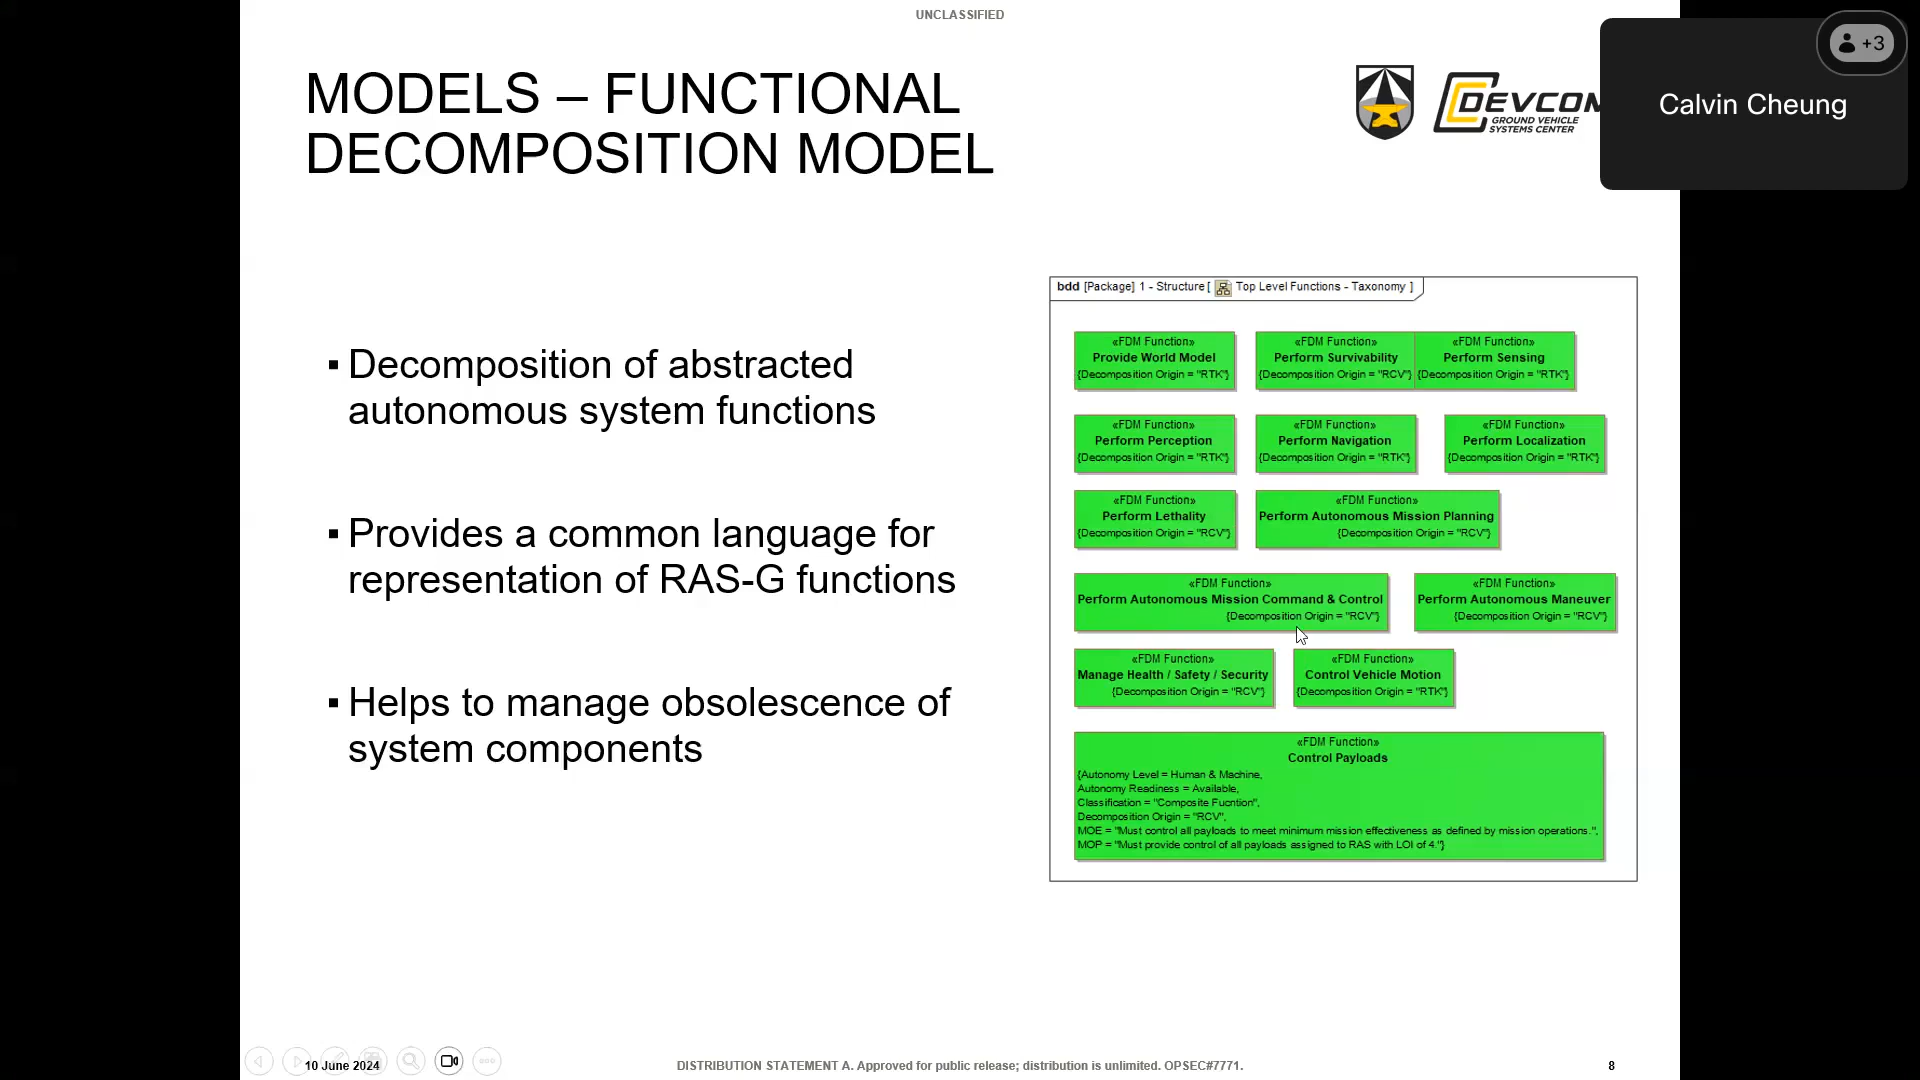 UNCLASSIFIED
MODELS – FUNCTIONAL
DECOMPOSITION MODEL
DEVCOM
GROUND VEHICLE
SYSTEMS CENTER
+3
Calvin Cheung
▪ Decomposition of abstracted
autonomous system functions
▪ Provides a common language for
representation of RAS-G functions
▪ Helps to manage obsolescence of
system components
bdd [Package] 1 - Structure [ Top Level Functions - Taxonomy ]
«FDM Function»
Provide World Model
{Decomposition Origin = "RTK"}
«FDM Function»
Perform Survivability
{Decomposition Origin = "RCV"}
«FDM Function»
Perform Sensing
{Decomposition Origin = "RTK"}
«FDM Function»
Perform Perception
{Decomposition Origin = "RTK"}
«FDM Function»
Perform Navigation
{Decomposition Origin = "RTK"}
«FDM Function»
Perform Localization
{Decomposition Origin = "RTK"}
«FDM Function»
Perform Lethality
{Decomposition Origin = "RCV"}
«FDM Function»
Perform Autonomous Mission Planning
{Decomposition Origin = "RCV"}
«FDM Function»
Perform Autonomous Mission Command & Control
{Decomposition Origin = "RCV"}
«FDM Function»
Perform Autonomous Maneuver
{Decomposition Origin = "RCV"}
«FDM Function»
Manage Health / Safety / Security
{Decomposition Origin = "RCV"}
«FDM Function»
Control Vehicle Motion
{Decomposition Origin = "RTK"}
«FDM Function»
Control Payloads
{Autonomy Level = Human & Machine,
Autonomy Readiness = Available,
Classification = "Composite Fucntion",
Decomposition Origin = "RCV",
MOE = "Must control all payloads to meet minimum mission effectiveness as defined by mission operations.",
MOP = "Must provide control of all payloads assigned to RAS with LOI of 4."}
10 June 2024
DISTRIBUTION STATEMENT A. Approved for public release; distribution is unlimited. OPSEC#7771.
8